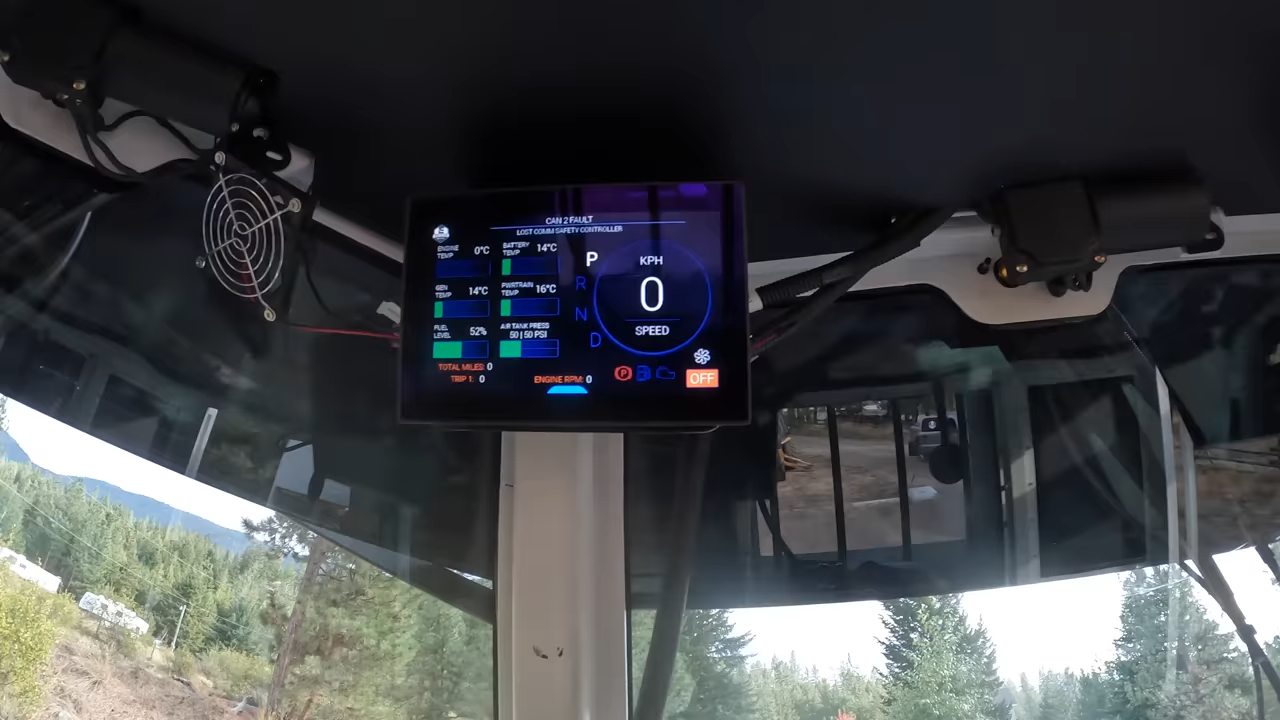 CAN 2 FAULT
LOST COMM SAFETY CONTROLLER
ENGINE TEMP 0°C
BATTERY TEMP 14°C
GEN TEMP 14°C
PWRTRAIN TEMP 16°C
FUEL LEVEL 52%
AIR TANK PRESS
50 | 50 PSI
TOTAL MILES: 0
TRIP 1: 0
ENGINE RPM: 0
P
R
N
D
KPH
0
SPEED
P
OFF